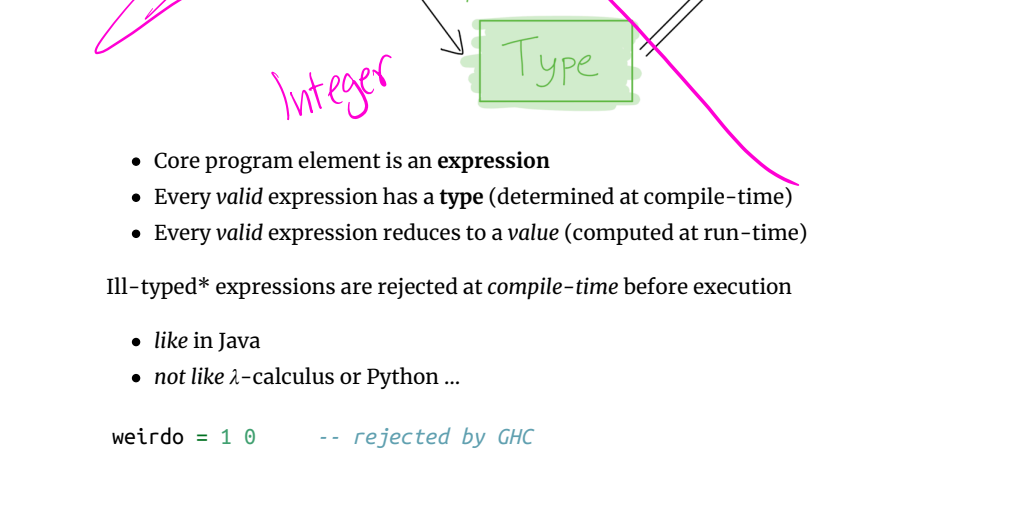 Type
Integer
• Core program element is an expression
• Every valid expression has a type (determined at compile-time)
• Every valid expression reduces to a value (computed at run-time)
Ill-typed* expressions are rejected at compile-time before execution
• like in Java
• not like λ-calculus or Python …
weirdo = 1 0     -- rejected by GHC